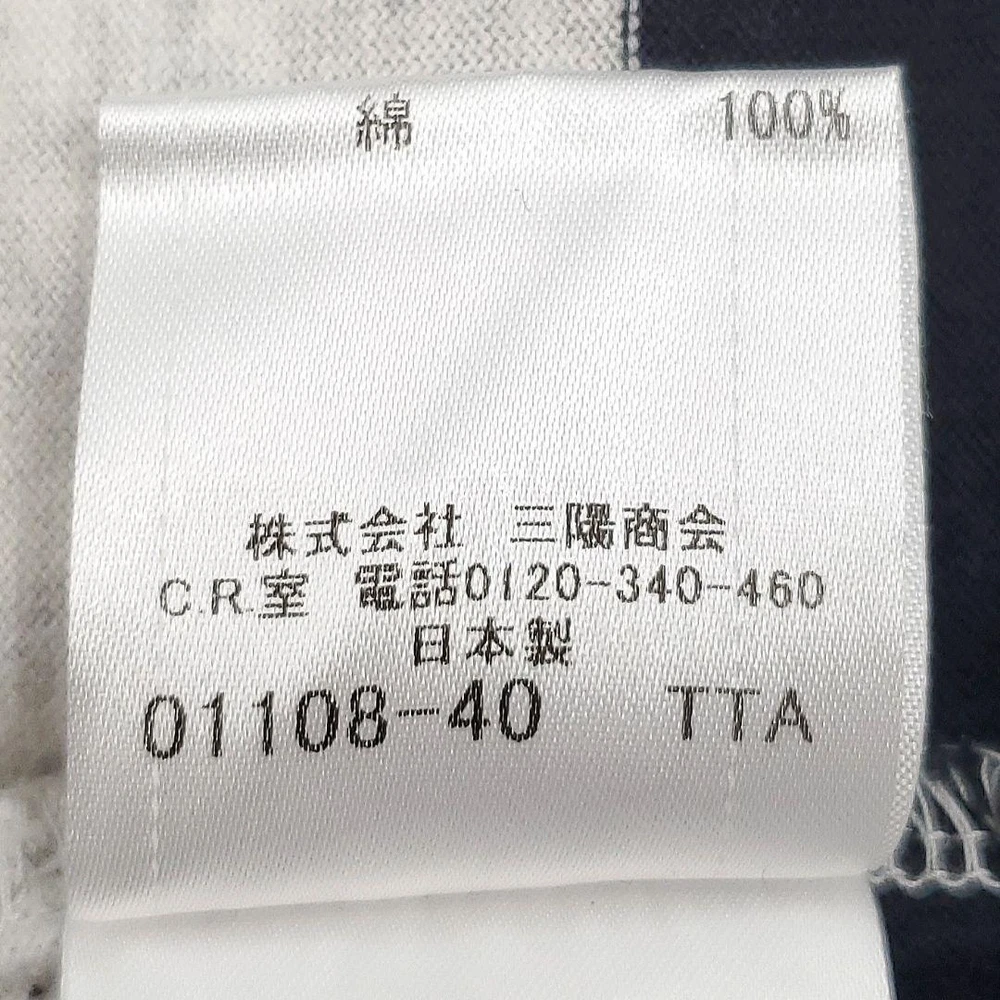 綿 100%
株式会社 三陽商会
C.R.室 電話0120-340-460
日本製
01108-40 TTA